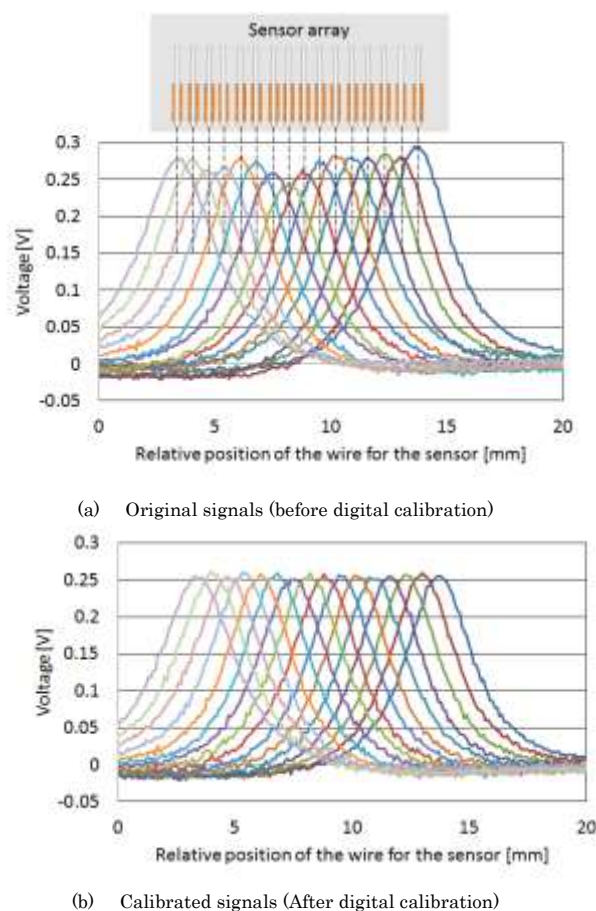 Sensor array
0.3
0.25
0.2
0.15
0.1
0.05
0
-0.05
Voltage [V]
0 5 10 15 20
Relative position of the wire for the sensor [mm]
(a) Original signals (before digital calibration)
0.3
0.25
0.2
0.15
0.1
0.05
0
-0.05
Voltage [V]
0 5 10 15 20
Relative position of the wire for the sensor [mm]
(b) Calibrated signals (After digital calibration)